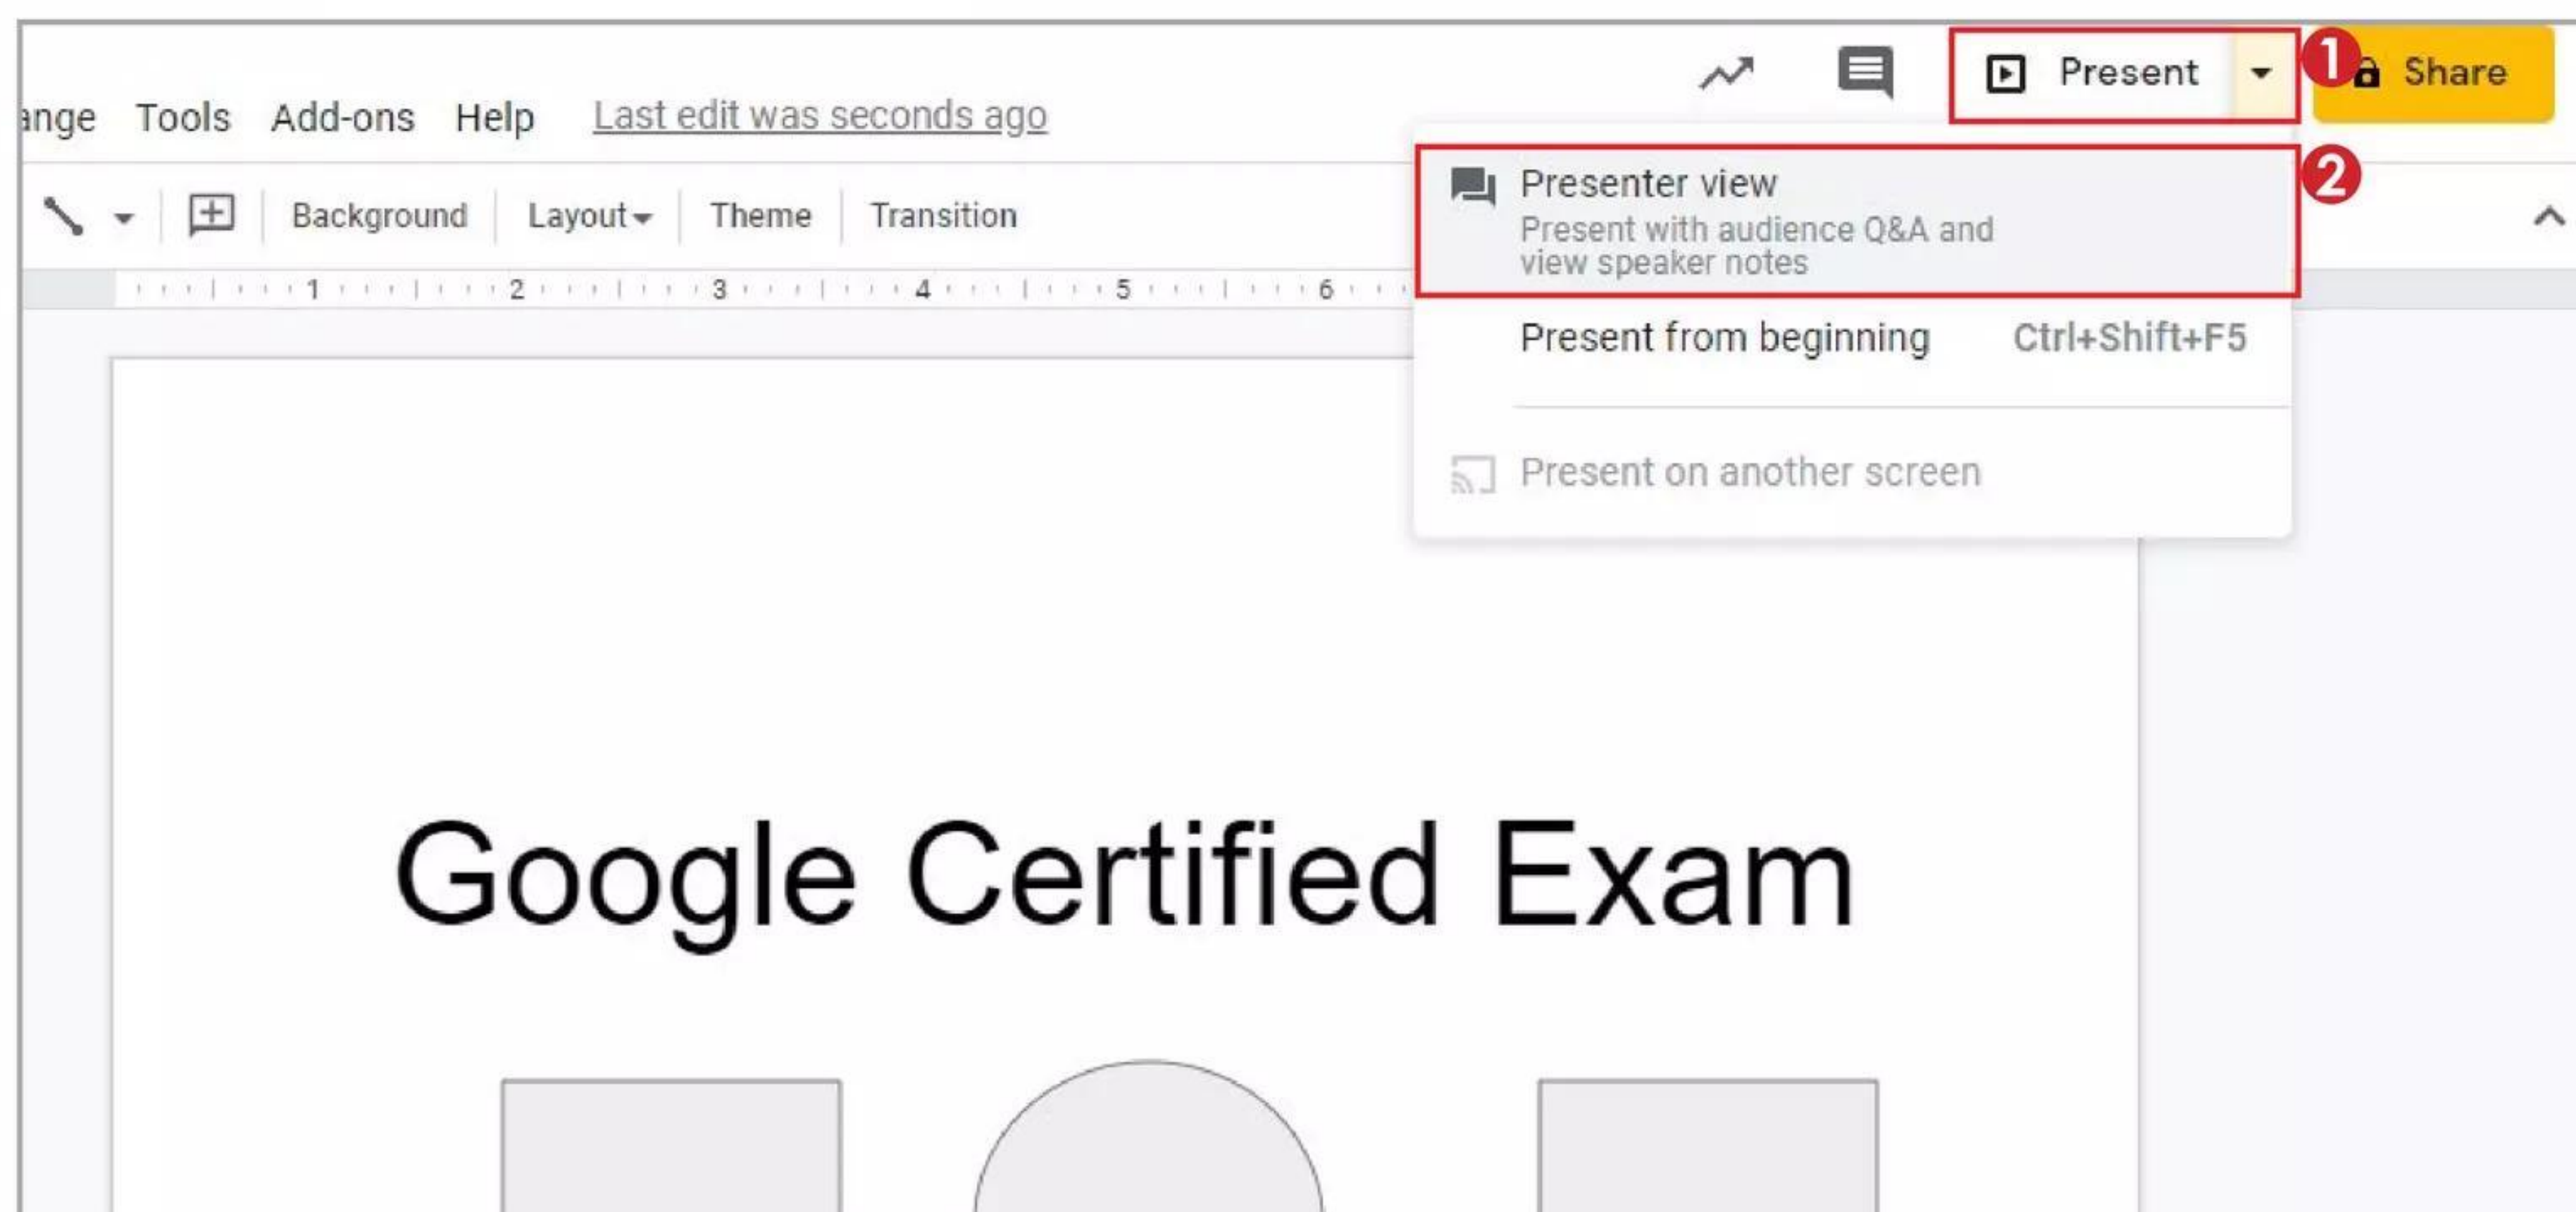 Present
1
Share
ange Tools Add-ons Help Last edit was seconds ago
Presenter view
2
Present with audience Q&A and
view speaker notes
Background Layout Theme Transition
1 2 3 4 5 6
Present from beginning Ctrl+Shift+F5
Present on another screen
Google Certified Exam